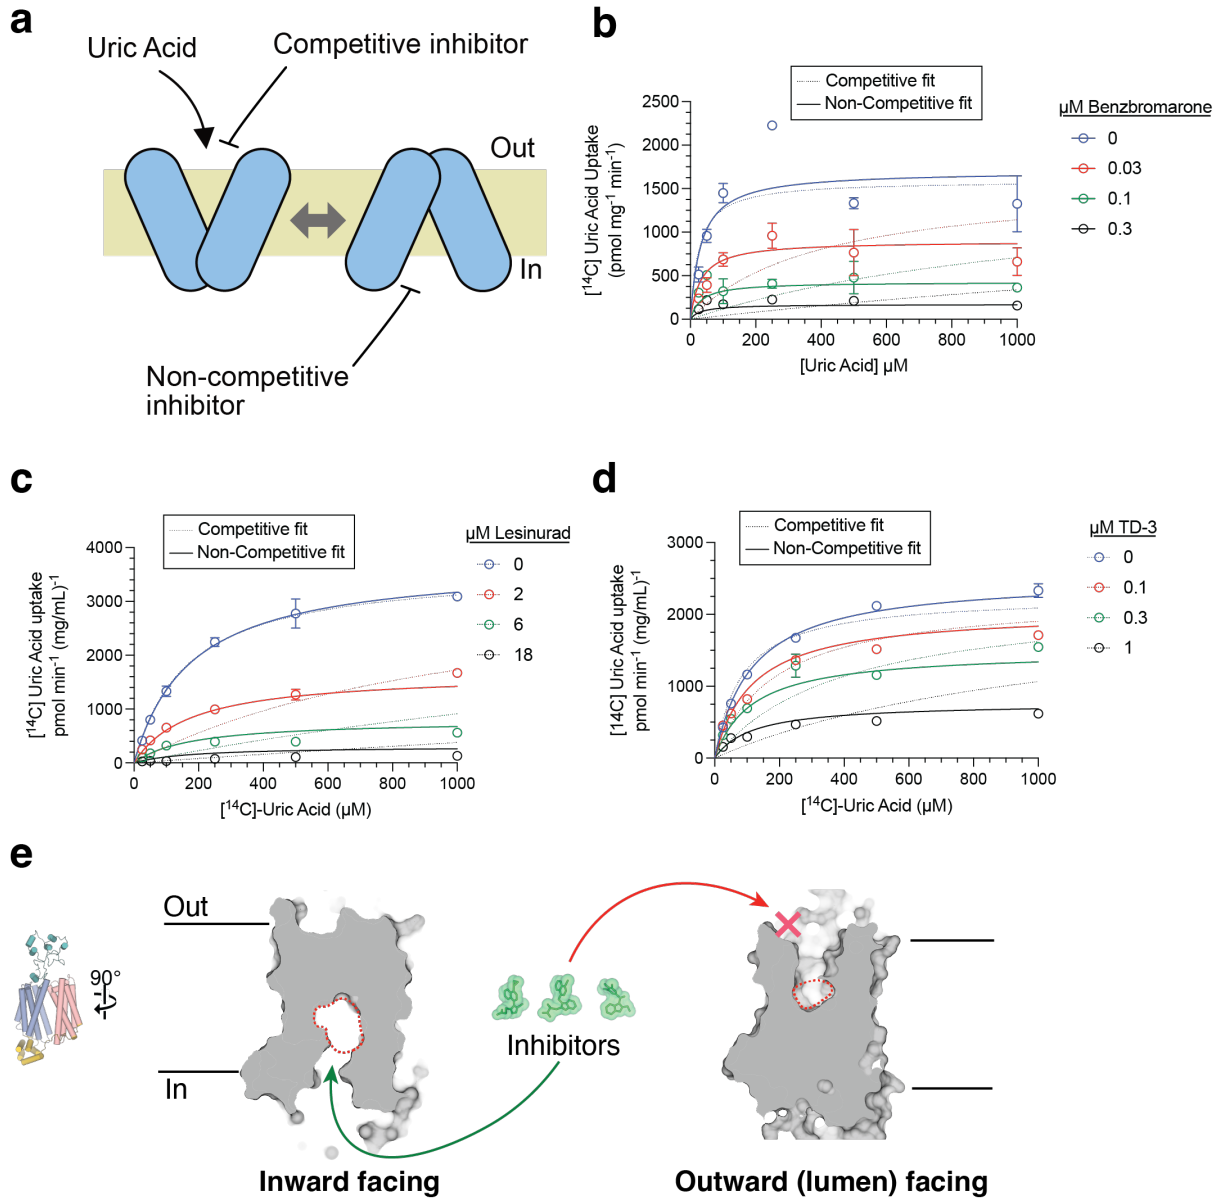 a
Uric Acid
Competitive inhibitor
Out
In
Non-competitive
inhibitor
b
Competitive fit
Non-Competitive fit
[¹⁴C] Uric Acid Uptake
(pmol mg⁻¹ min⁻¹)
2500
2000
1500
1000
500
0
0 200 400 600 800 1000
[Uric Acid] µM
µM Benzbromarone
0
0.03
0.1
0.3
c
Competitive fit
Non-Competitive fit
[¹⁴C] Uric Acid uptake
pmol min⁻¹ (mg/mL)⁻¹
4000
3000
2000
1000
0
0 200 400 600 800 1000
[¹⁴C]-Uric Acid (µM)
µM Lesinurad
0
2
6
18
d
Competitive fit
Non-Competitive fit
[14C] Uric Acid uptake
pmol min⁻¹ (mg/mL)⁻¹
3000
2000
1000
0
0 200 400 600 800 1000
[¹⁴C]-Uric Acid (µM)
µM TD-3
0
0.1
0.3
1
e
90°
Out
In
Inhibitors
Inward facing
Outward (lumen) facing